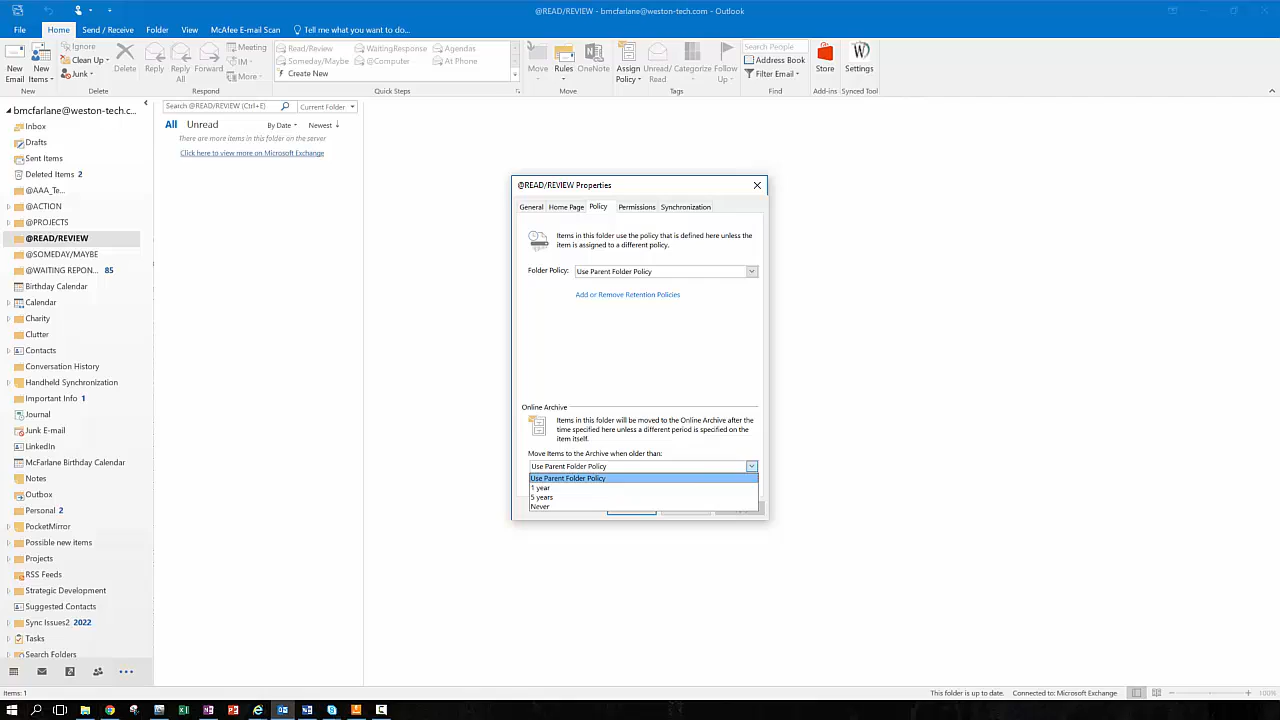 @READ/REVIEW - bmcfarlane@weston-tech.com - Outlook
File Home Send / Receive Folder View McAfee E-mail Scan Tell me what you want to do...
New Email
New Items
Ignore
Clean Up
Junk
Delete
Reply
Reply All
Forward
Meeting
IM
More
Read/Review WaitingResponse Agendas
Someday/Maybe @Computer At Phone
Create New
Move
Rules
OneNote
Assign Policy
Unread/ Read
Categorize
Follow Up
Search People
Address Book
Filter Email
Store
Settings
New Delete Respond Quick Steps Move Tags Find Add-ins Synced Tool
bmcfarlane@weston-tech.c...
Inbox
Drafts
Sent Items
Deleted Items 2
@AAA_Te...
@ACTION
@PROJECTS
@READ/REVIEW
@SOMEDAY/MAYBE
@WAITING REPON... 85
Birthday Calendar
Calendar
Charity
Clutter
Contacts
Conversation History
Handheld Synchronization
Important Info 1
Journal
Junk E-mail
LinkedIn
McFarlane Birthday Calendar
Notes
Outbox
Personal 2
PocketMirror
Possible new items
Projects
RSS Feeds
Strategic Development
Suggested Contacts
Sync Issues2 2022
Tasks
Search Folders
Search @READ/REVIEW (Ctrl+E) Current Folder
All Unread By Date Newest
There are more items in this folder on the server
Click here to view more on Microsoft Exchange
@READ/REVIEW Properties
General Home Page Policy Permissions Synchronization
Items in this folder use the policy that is defined here unless the
item is assigned to a different policy.
Folder Policy: Use Parent Folder Policy
Add or Remove Retention Policies
Online Archive
Items in this folder will be moved to the Online Archive after the
time specified here unless a different period is specified on the
item itself.
Move Items to the Archive when older than:
Use Parent Folder Policy
Use Parent Folder Policy
1 year
5 years
Never
Items: 1 This folder is up to date. Connected to: Microsoft Exchange 100%